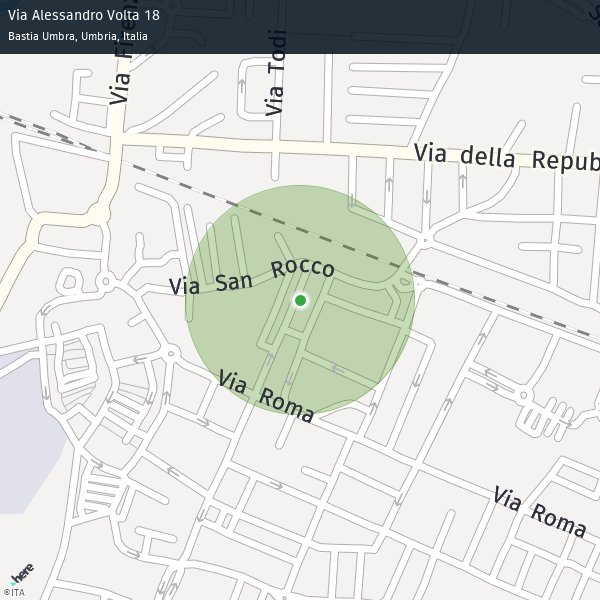 Via Alessandro Volta 18
Bastia Umbra, Umbria, Italia
Via Firenz
Via Todi
Via della Repub
Via San Rocco
Via Roma
Via Roma
here
©ITA